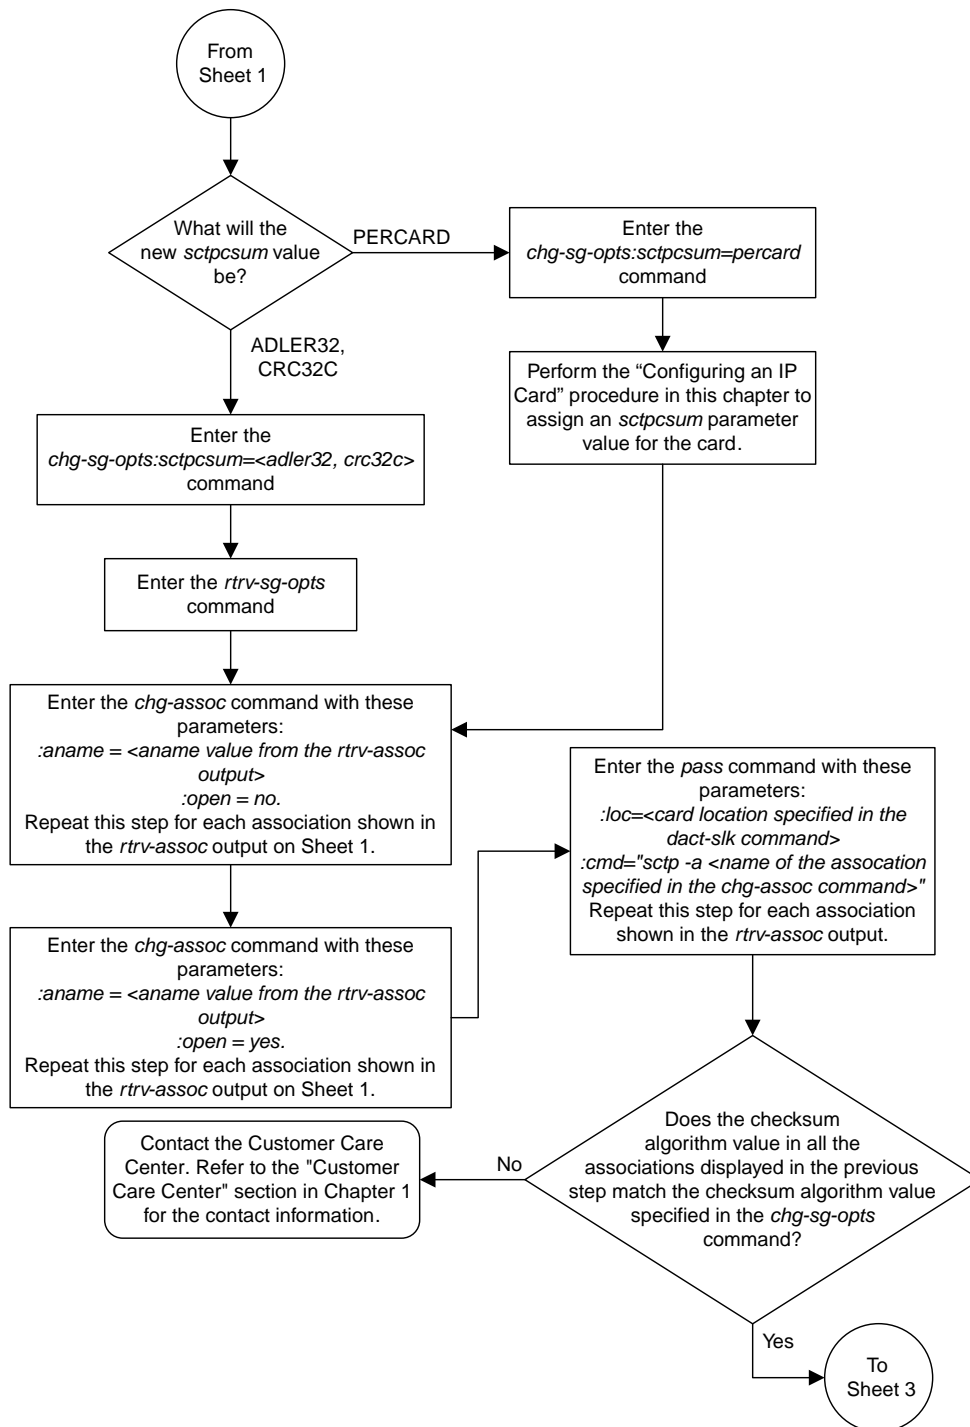 From
Sheet 1
What will the
new sctpcsum value
be?
PERCARD
Enter the
chg-sg-opts:sctpcsum=percard
command
ADLER32,
CRC32C
Perform the “Configuring an IP
Card” procedure in this chapter to
assign an sctpcsum parameter
value for the card.
Enter the
chg-sg-opts:sctpcsum=<adler32, crc32c>
command
Enter the rtrv-sg-opts
command
Enter the chg-assoc command with these
parameters:
:aname = <aname value from the rtrv-assoc
output>
:open = no.
Repeat this step for each association shown in
the rtrv-assoc output on Sheet 1.
Enter the chg-assoc command with these
parameters:
:aname = <aname value from the rtrv-assoc
output>
:open = yes.
Repeat this step for each association shown in
the rtrv-assoc output on Sheet 1.
Enter the pass command with these
parameters:
:loc=<card location specified in the
dact-slk command>
:cmd="sctp -a <name of the assocation
specified in the chg-assoc command>"
Repeat this step for each association
shown in the rtrv-assoc output.
Does the checksum
algorithm value in all the
associations displayed in the previous
step match the checksum algorithm value
specified in the chg-sg-opts
command?
No
Contact the Customer Care
Center. Refer to the "Customer
Care Center" section in Chapter 1
for the contact information.
Yes
To
Sheet 3